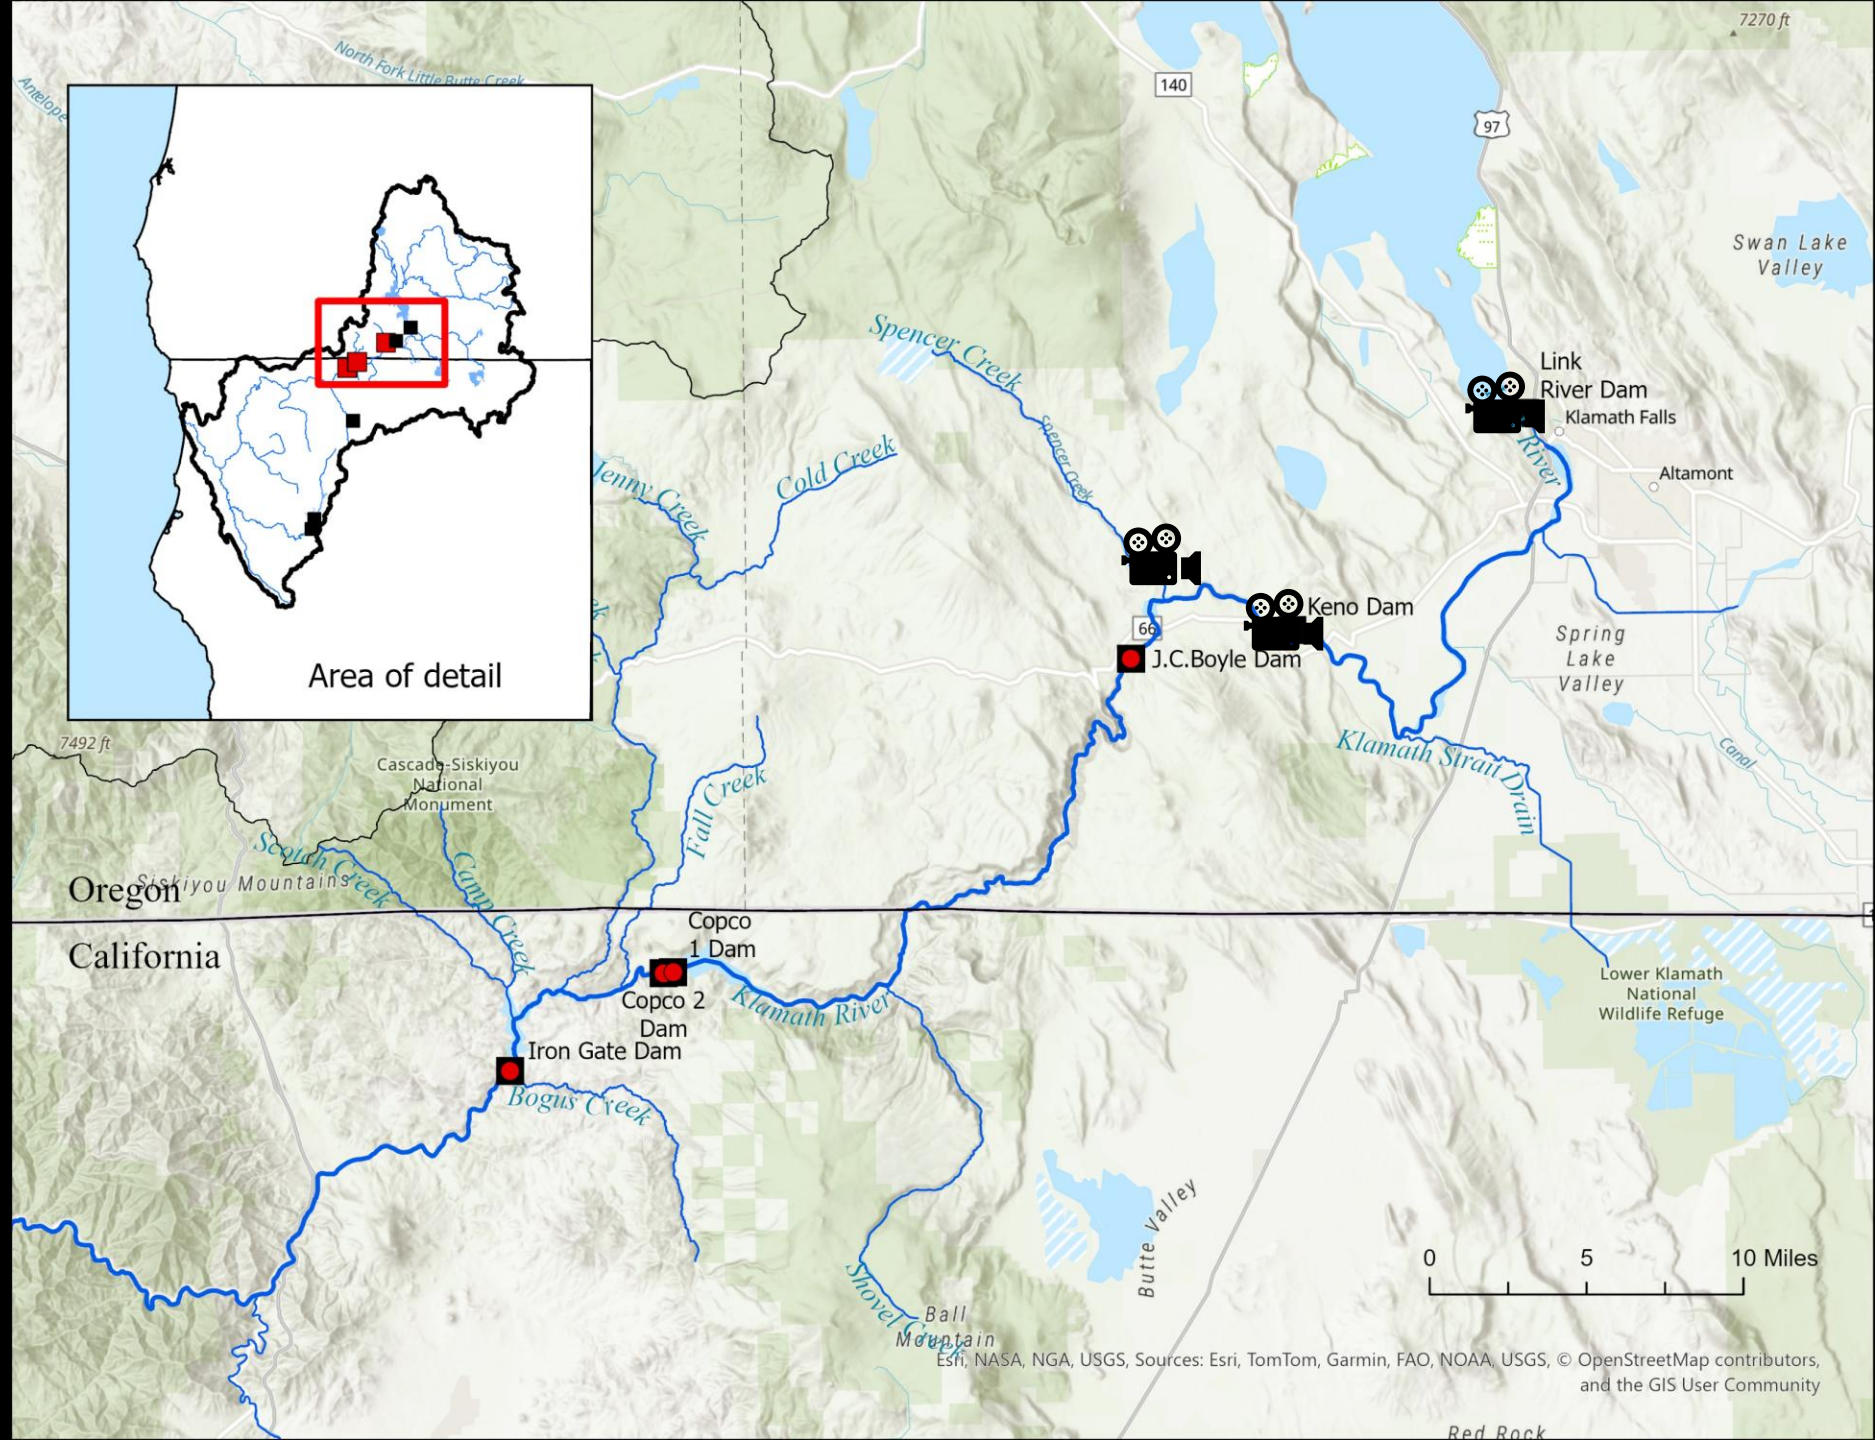 7270 ft
North Fork Little Butte Creek
Antelope
140
97
Swan Lake
Valley
Spencer Creek
Link
River Dam
Klamath Falls
Spencer Creek
River
Cold Creek
Jenny Creek
Altamont
Keno Dam
66
J.C.Boyle Dam
Spring
Lake
Valley
Area of detail
7492 ft
Klamath Strait Drain
Canal
Cascade-Siskiyou
National
Monument
Fall Creek
Scotch Creek
Camp Creek
Siskiyou Mountains
Oregon
California
Copco
1 Dam
Copco 2
Dam
Klamath River
Lower Klamath
National
Wildlife Refuge
Iron Gate Dam
Bogus Creek
Butte Valley
0 5 10 Miles
Shovel Creek
Ball
Mountain
Esri, NASA, NGA, USGS, Sources: Esri, TomTom, Garmin, FAO, NOAA, USGS, © OpenStreetMap contributors,
and the GIS User Community
Red Rock